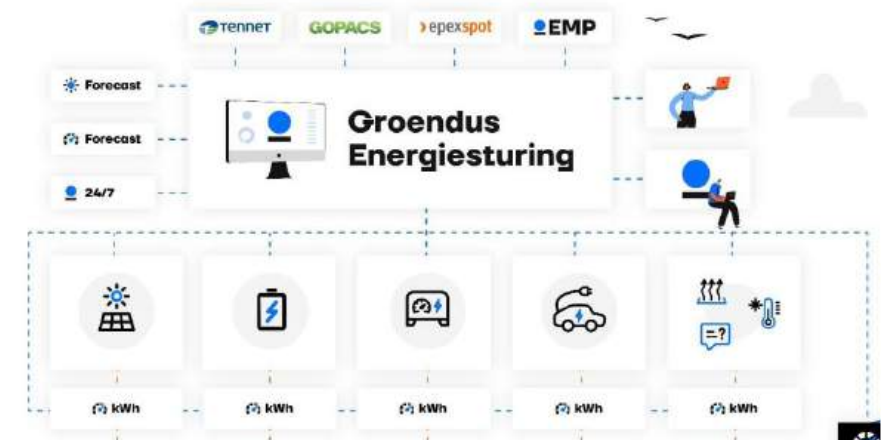 TenneT
GOPACS
epexspot
EMP
Forecast
Forecast
24/7
Groendus
Energiesturing
=?
kWh
kWh
kWh
kWh
kWh